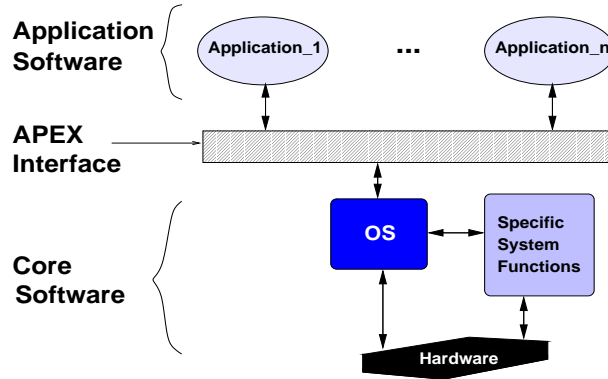 Application
Software
Application_1
...
Application_n
APEX
Interface
OS
Specific
System
Functions
Core
Software
Hardware